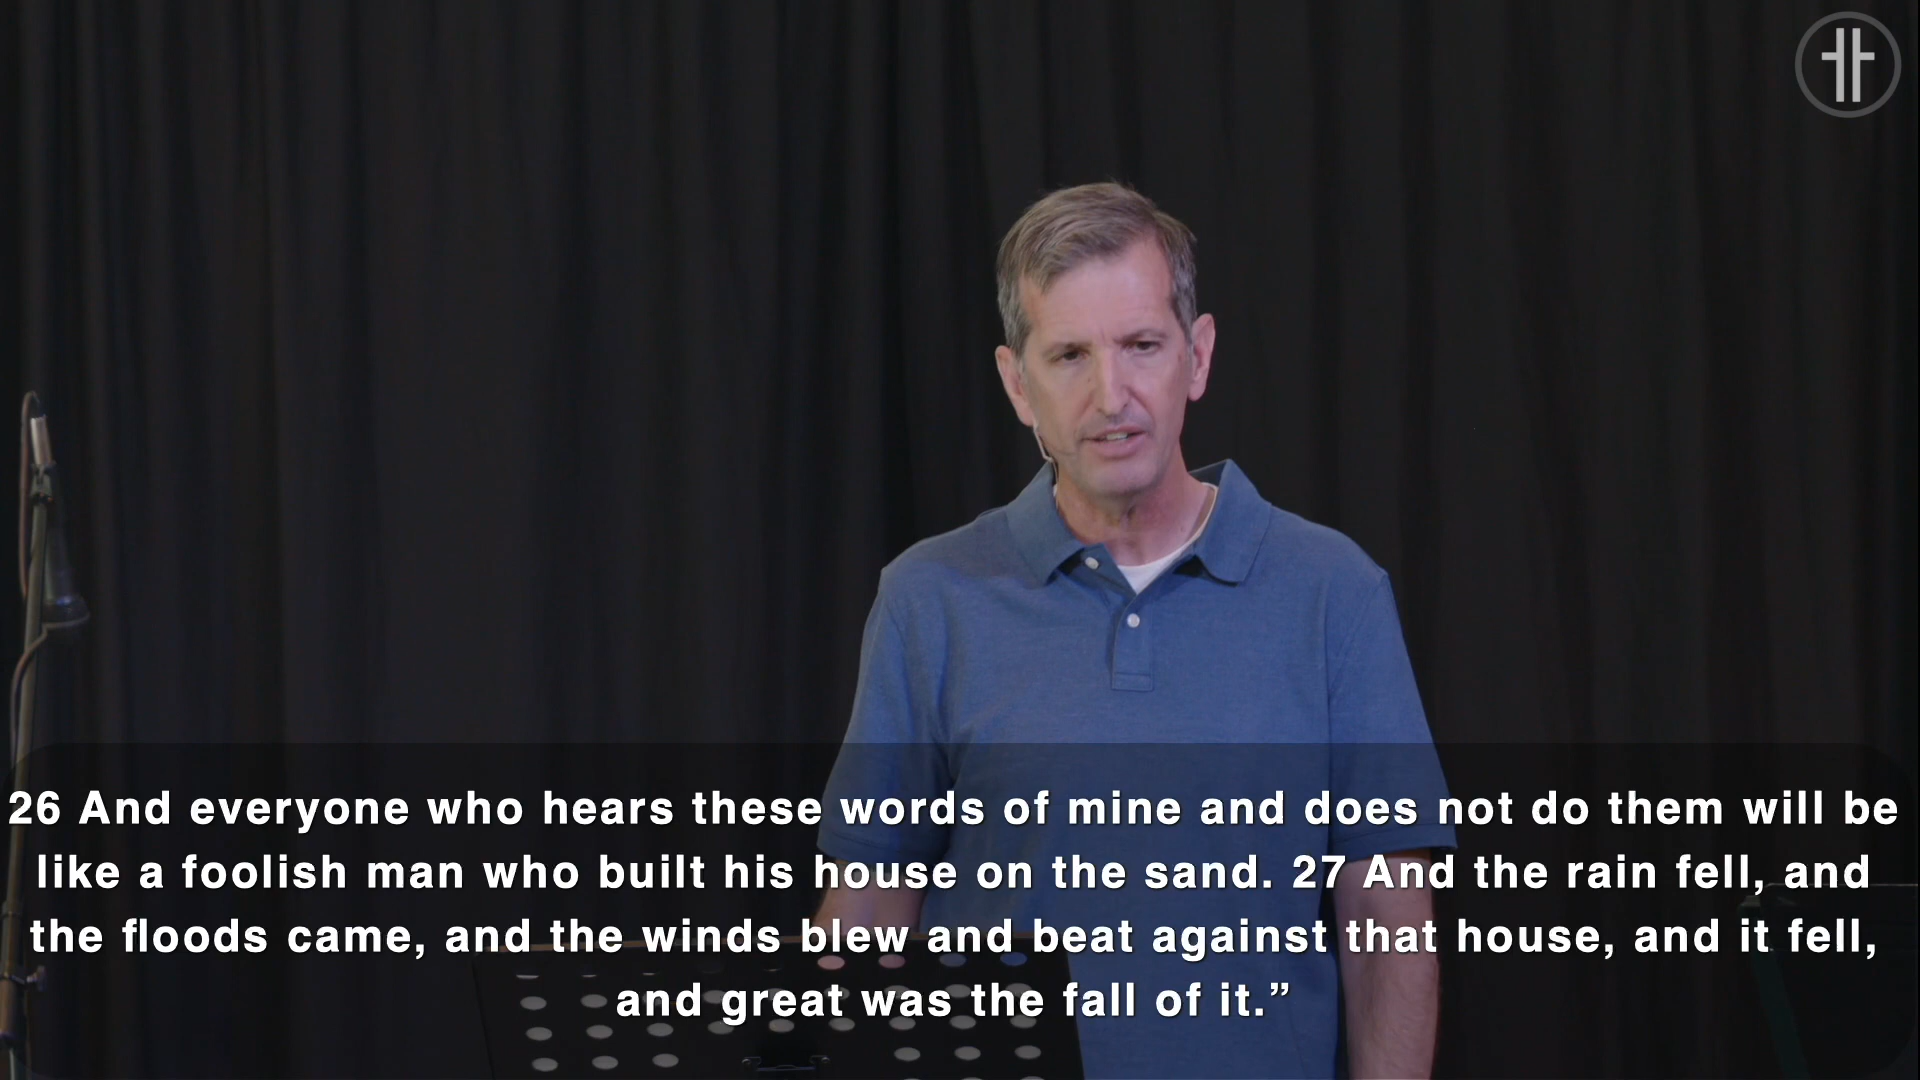 26 And everyone who hears these words of mine and does not do them will be
like a foolish man who built his house on the sand. 27 And the rain fell, and
the floods came, and the winds blew and beat against that house, and it fell,
and great was the fall of it.”